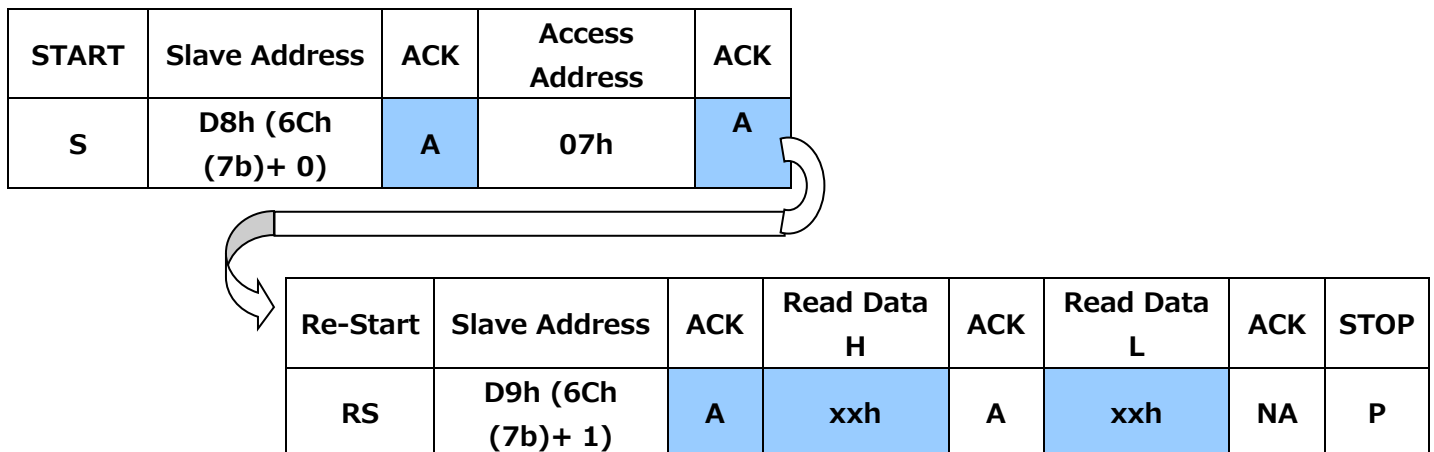 START Slave Address ACK Access Address ACK
S D8h (6Ch (7b)+ 0) A 07h A
Re-Start Slave Address ACK Read Data H ACK Read Data L ACK STOP
RS D9h (6Ch (7b)+ 1) A xxh A xxh NA P